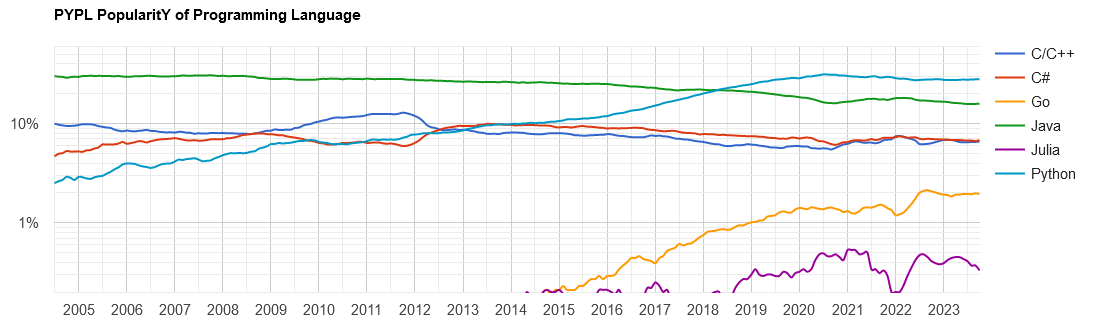 PYPL PopularitY of Programming Language
10%
1%
2005 2006 2007 2008 2009 2010 2011 2012 2013 2014 2015 2016 2017 2018 2019 2020 2021 2022 2023
C/C++
C#
Go
Java
Julia
Python